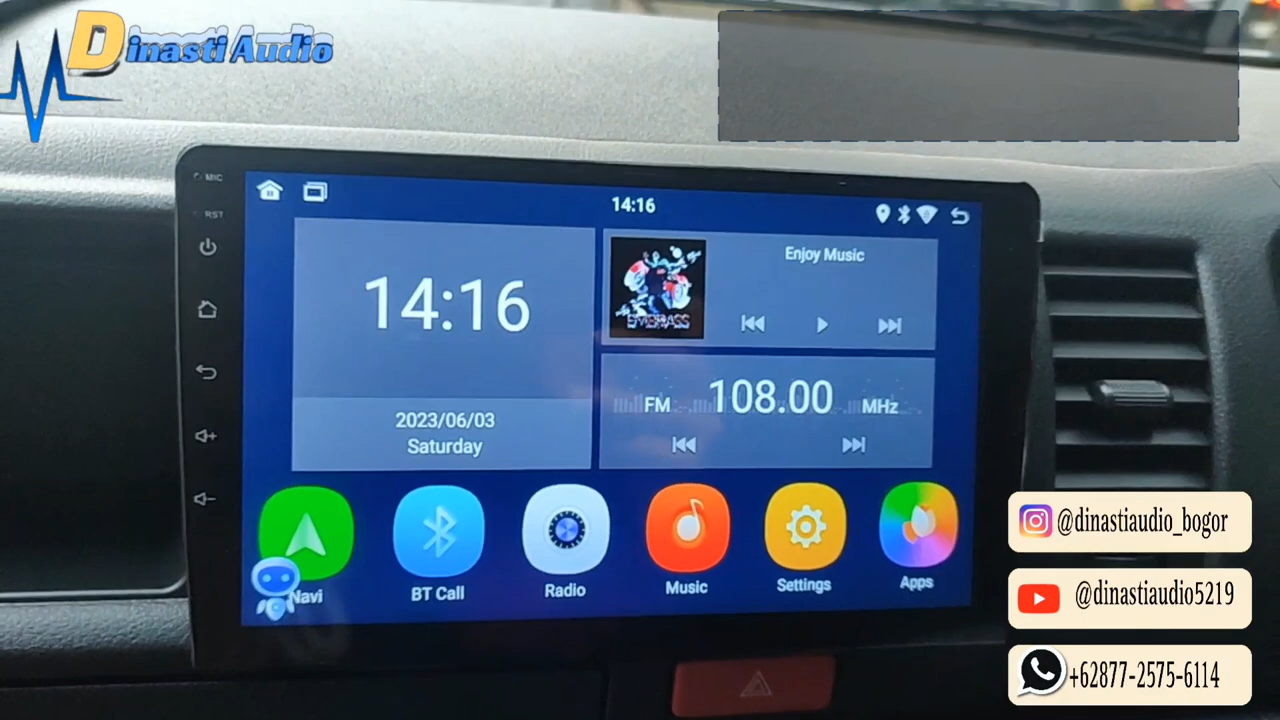 Dinasti Audio
MIC
RST
14:16
14:16
2023/06/03
Saturday
Enjoy Music
FM 108.00 MHz
Navi
BT Call
Radio
Music
Settings
Apps
@dinastiaudio_bogor
@dinastiaudio5219
+62877-2575-6114